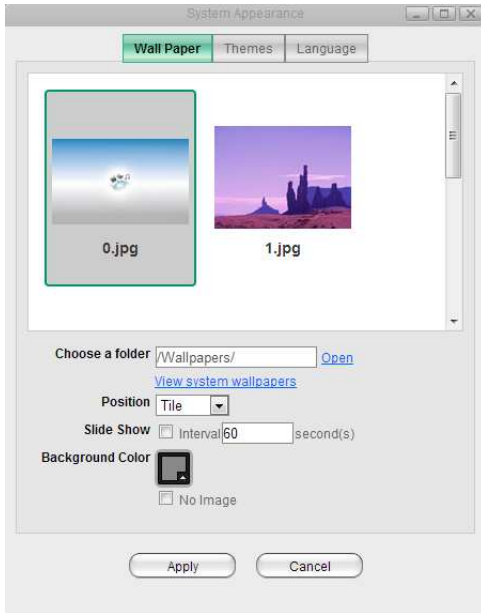 System Appearance
Wall Paper Themes Language
0.jpg 1.jpg
Choose a folder /Wallpapers/ Open
View system wallpapers
Position Tile
Slide Show Interval 60 second(s)
Background Color
No Image
Apply Cancel